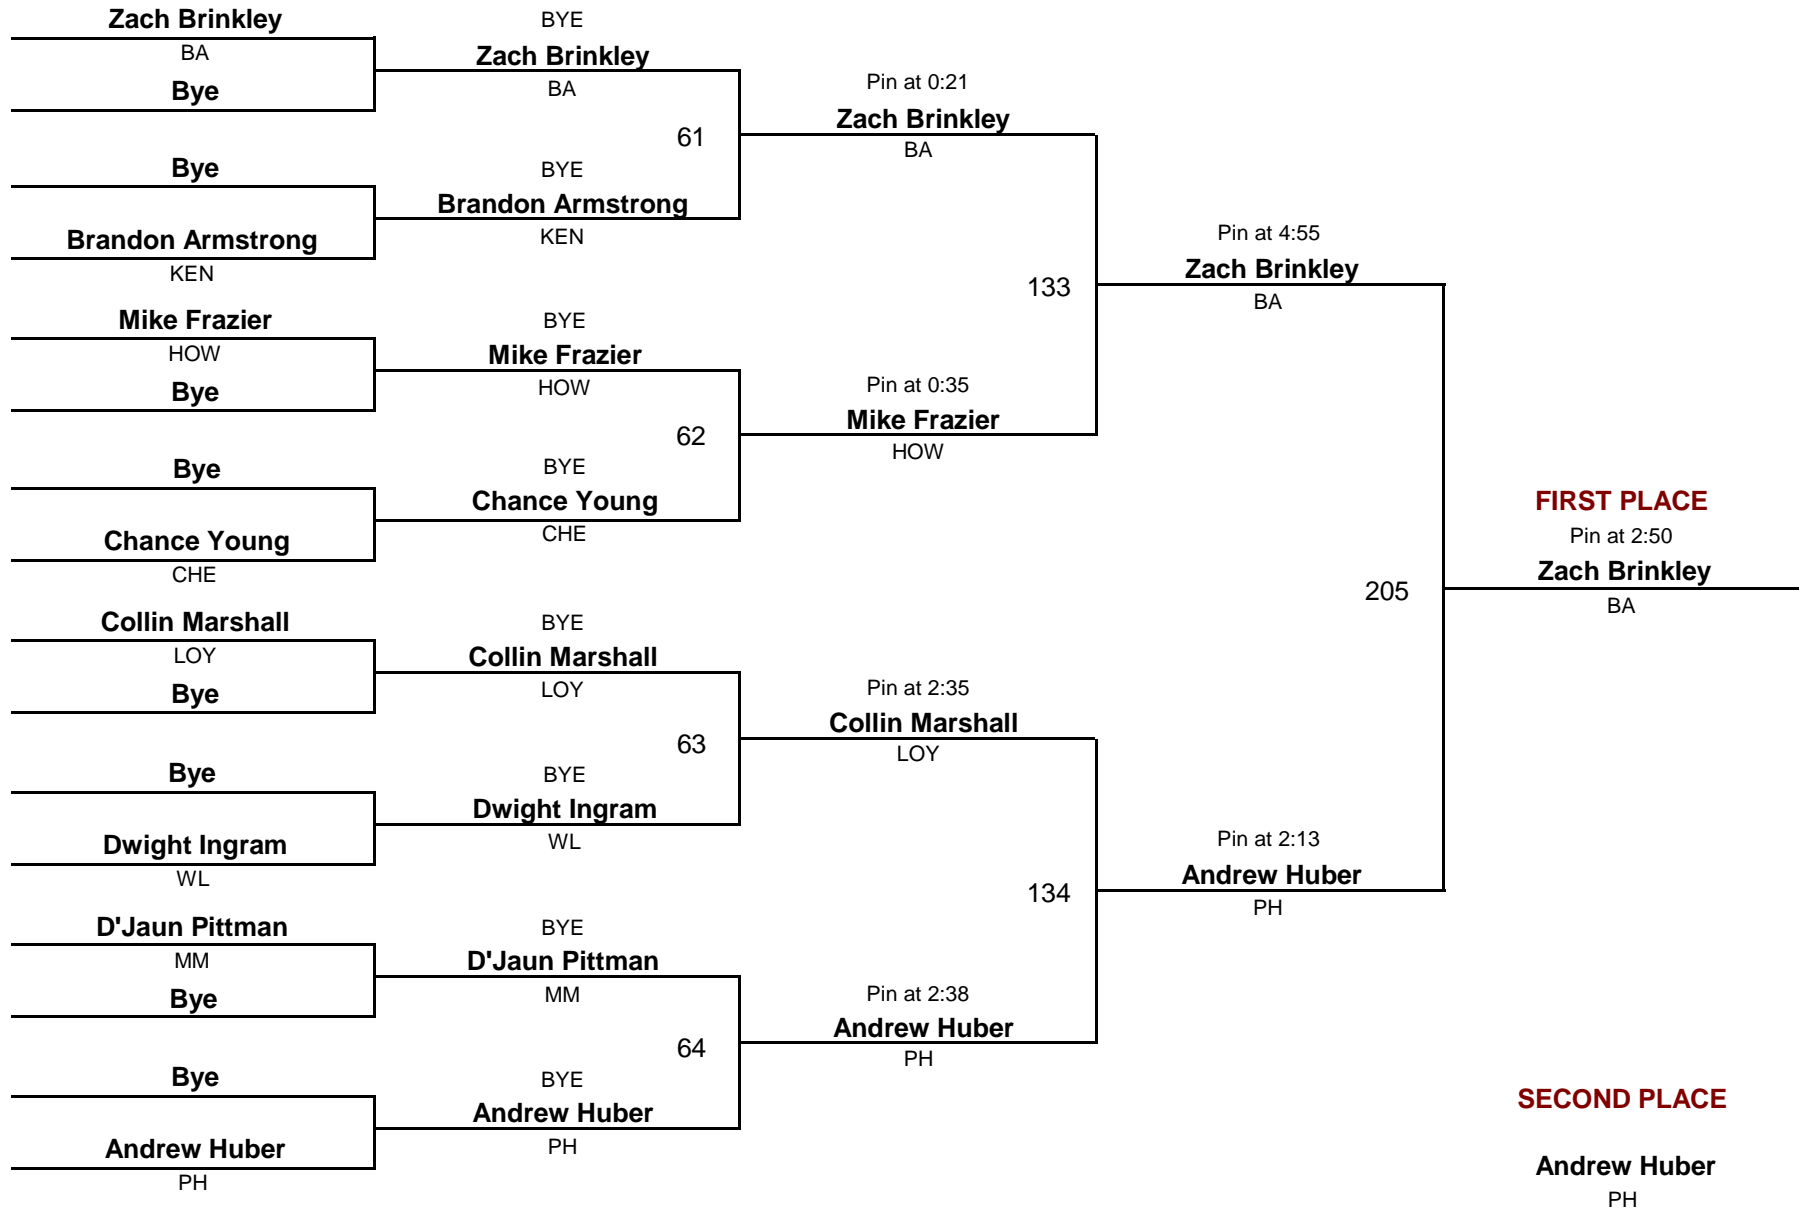 Zach Brinkley
BA
Bye
Bye
Brandon Armstrong
KEN
Mike Frazier
HOW
Bye
Bye
Chance Young
CHE
Collin Marshall
LOY
Bye
Bye
Dwight Ingram
WL
D'Jaun Pittman
MM
Bye
Bye
Andrew Huber
PH
BYE
Zach Brinkley
BA
61
BYE
Brandon Armstrong
KEN
BYE
Mike Frazier
HOW
62
BYE
Chance Young
CHE
BYE
Collin Marshall
LOY
63
BYE
Dwight Ingram
WL
BYE
D'Jaun Pittman
MM
64
BYE
Andrew Huber
PH
Pin at 0:21
Zach Brinkley
BA
133
Pin at 0:35
Mike Frazier
HOW
Pin at 2:35
Collin Marshall
LOY
134
Pin at 2:38
Andrew Huber
PH
Pin at 4:55
Zach Brinkley
BA
205
Pin at 2:13
Andrew Huber
PH
FIRST PLACE
Pin at 2:50
Zach Brinkley
BA
SECOND PLACE
Andrew Huber
PH